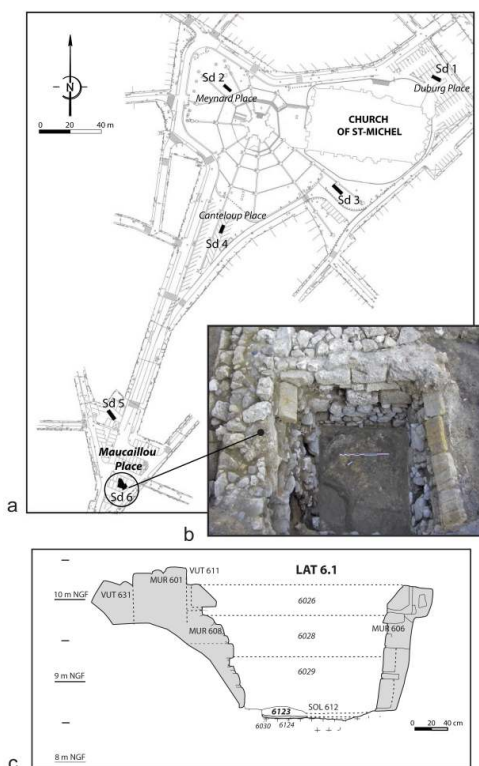 N
0 20 40 m
Sd 1
Duburg Place
Sd 2
Meynard Place
CHURCH
OF ST-MICHEL
Sd 3
Canteloup Place
Sd 4
Sd 5
Maucaillou
Place
Sd 6
a
b
LAT 6.1
VUT 611
MUR 601
VUT 631
10 m NGF
6026
MUR 608
6028
MUR 606
6029
9 m NGF
6123
SOL 612
6030
6124
0 20 40 cm
8 m NGF
c